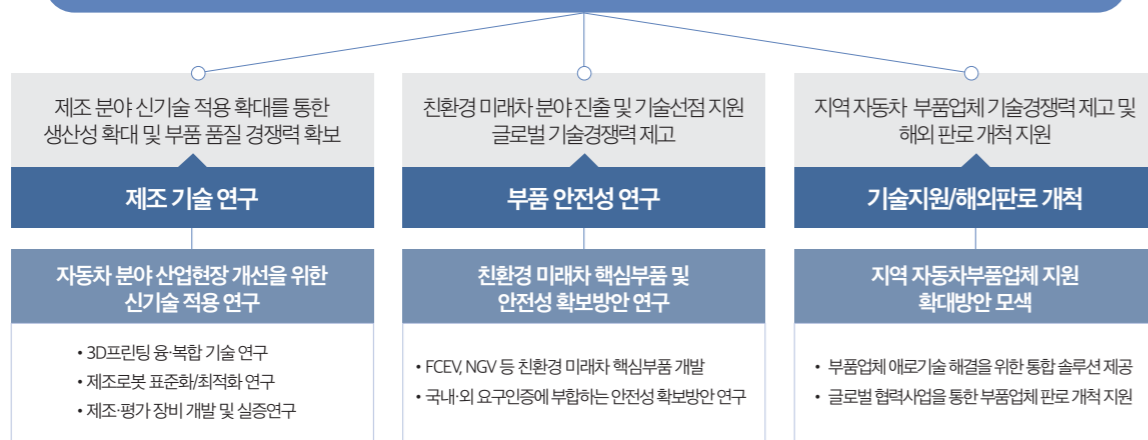 제조 분야 신기술 적용 확대를 통한
생산성 확대 및 부품 품질 경쟁력 확보
제조 기술 연구
자동차 분야 산업현장 개선을 위한
신기술 적용 연구
• 3D프린팅 융·복합 기술 연구
• 제조로봇 표준화/최적화 연구
• 제조·평가 장비 개발 및 실증연구
친환경 미래차 분야 진출 및 기술선점 지원
글로벌 기술경쟁력 제고
부품 안전성 연구
친환경 미래차 핵심부품 및
안전성 확보방안 연구
• FCEV, NGV 등 친환경 미래차 핵심부품 개발
• 국내·외 요구인증에 부합하는 안전성 확보방안 연구
지역 자동차 부품업체 기술경쟁력 제고 및
해외 판로 개척 지원
기술지원/해외판로 개척
지역 자동차부품업체 지원
확대방안 모색
• 부품업체 애로기술 해결을 위한 통합 솔루션 제공
• 글로벌 협력사업을 통한 부품업체 판로 개척 지원